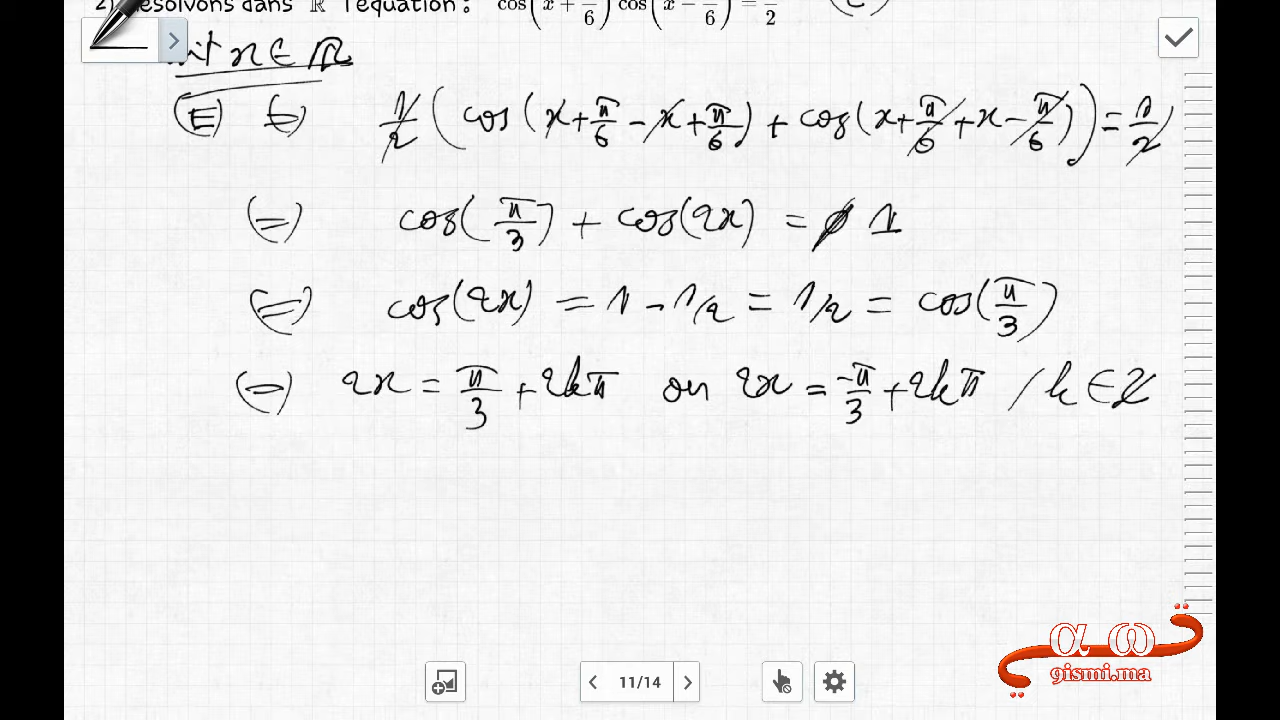 2) Résolvons dans ℝ l'équation : cos(x + π/6) cos(x − π/6) = 1/2 (E)
x ∈ ℝ
(E) ⇔ 1/2 (cos(x + π/6 − x + π/6) + cos(x + π/6 + x − π/6)) = 1/2
⇔ cos(π/3) + cos(2x) = 1
⇔ cos(2x) = 1 − 1/2 = 1/2 = cos(π/3)
⇔ 2x = π/3 + 2kπ ou 2x = −π/3 + 2kπ / k ∈ ℤ
11/14
α ω
gismi.ma